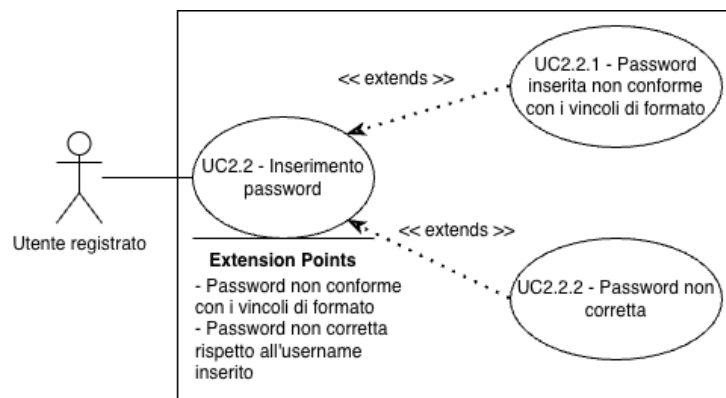 UC2.2.1 - Password
inserita non conforme
con i vincoli di formato
<< extends >>
UC2.2 - Inserimento
password
Utente registrato
<< extends >>
Extension Points
- Password non conforme
con i vincoli di formato
- Password non corretta
rispetto all'username
inserito
UC2.2.2 - Password non
corretta